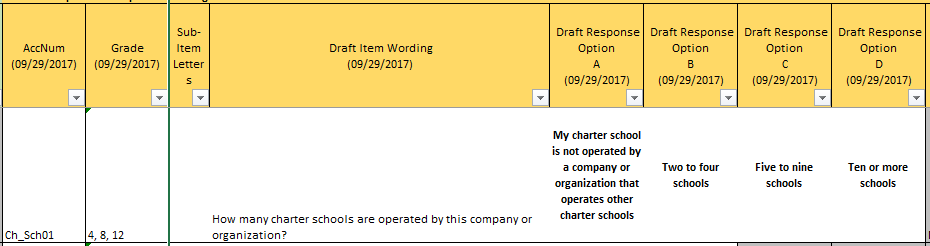 AccNum
(09/29/2017)
Grade
(09/29/2017)
Sub-
Item
Letter
s
Draft Item Wording
(09/29/2017)
Draft Response
Option
A
(09/29/2017)
Draft Response
Option
B
(09/29/2017)
Draft Response
Option
C
(09/29/2017)
Draft Response
Option
D
(09/29/2017)
Ch_Sch01
4, 8, 12
How many charter schools are operated by this company or
organization?
My charter school
is not operated by
a company or
organization that
operates other
charter schools
Two to four
schools
Five to nine
schools
Ten or more
schools